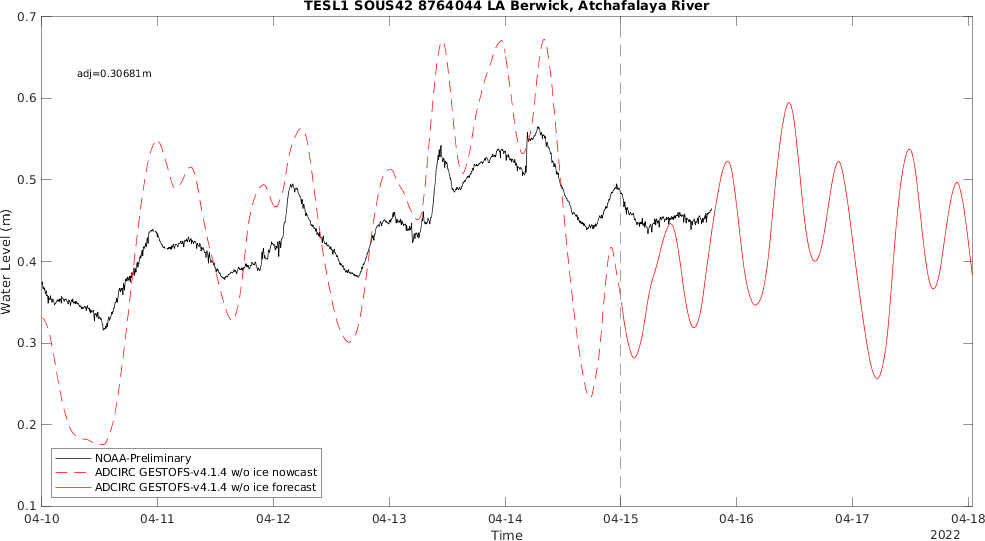 TESL1 SOUS42 8764044 LA Berwick, Atchafalaya River
adj=0.30681m
Water Level (m)
0.7
0.6
0.5
0.4
0.3
0.2
0.1
NOAA-Preliminary
ADCIRC GESTOFS-v4.1.4 w/o ice nowcast
ADCIRC GESTOFS-v4.1.4 w/o ice forecast
04-10 04-11 04-12 04-13 04-14 04-15 04-16 04-17 04-18
Time
2022